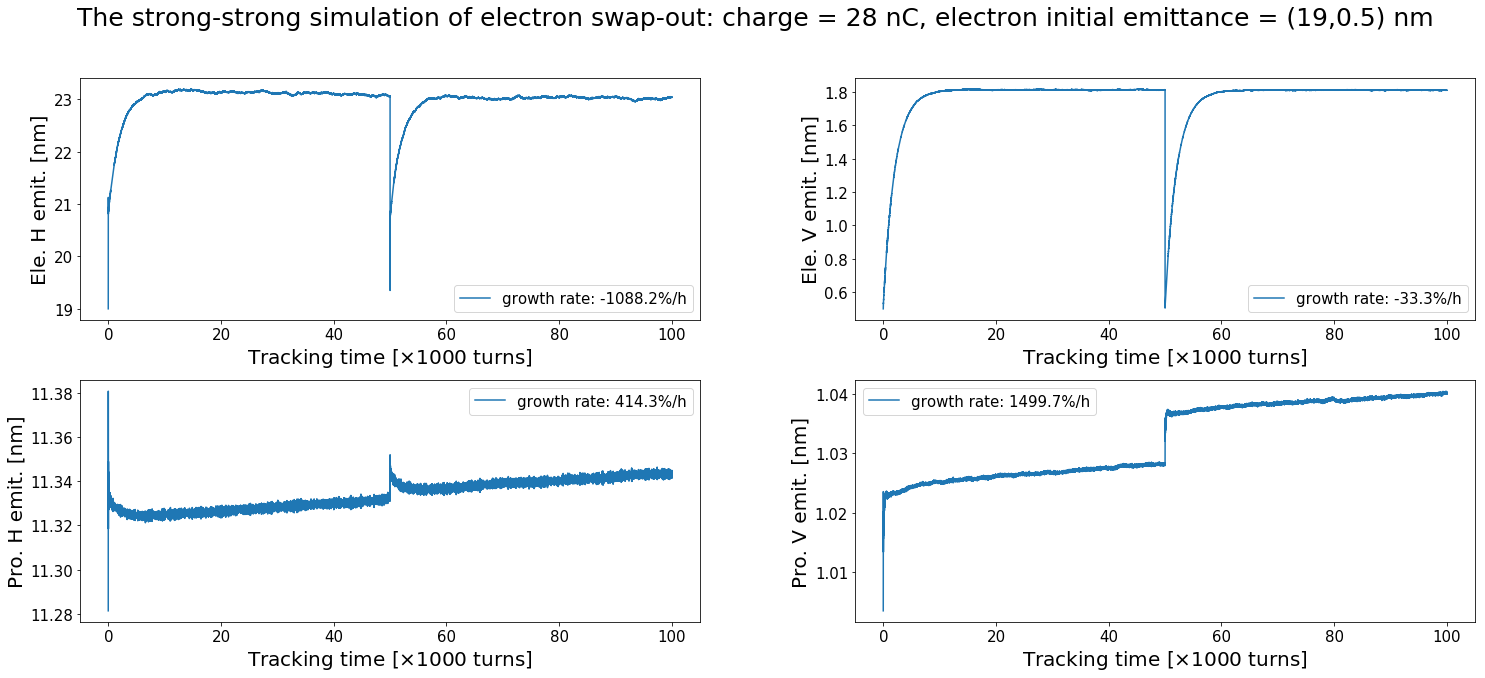 The strong-strong simulation of electron swap-out: charge = 28 nC, electron initial emittance = (19,0.5) nm
Ele. H emit. [nm]
23
22
21
20
19
growth rate: -1088.2%/h
0 20 40 60 80 100
Tracking time [×1000 turns]
Ele. V emit. [nm]
1.8
1.6
1.4
1.2
1.0
0.8
0.6
growth rate: -33.3%/h
0 20 40 60 80 100
Tracking time [×1000 turns]
Pro. H emit. [nm]
11.38
11.36
11.34
11.32
11.30
11.28
growth rate: 414.3%/h
0 20 40 60 80 100
Tracking time [×1000 turns]
Pro. V emit. [nm]
1.04
1.03
1.02
1.01
growth rate: 1499.7%/h
0 20 40 60 80 100
Tracking time [×1000 turns]